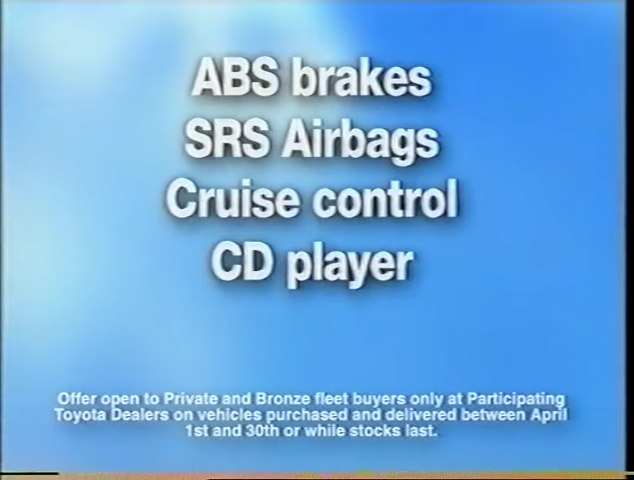 ABS brakes
SRS Airbags
Cruise control
CD player
Offer open to Private and Bronze fleet buyers only at Participating
Toyota Dealers on vehicles purchased and delivered between April
1st and 30th or while stocks last.